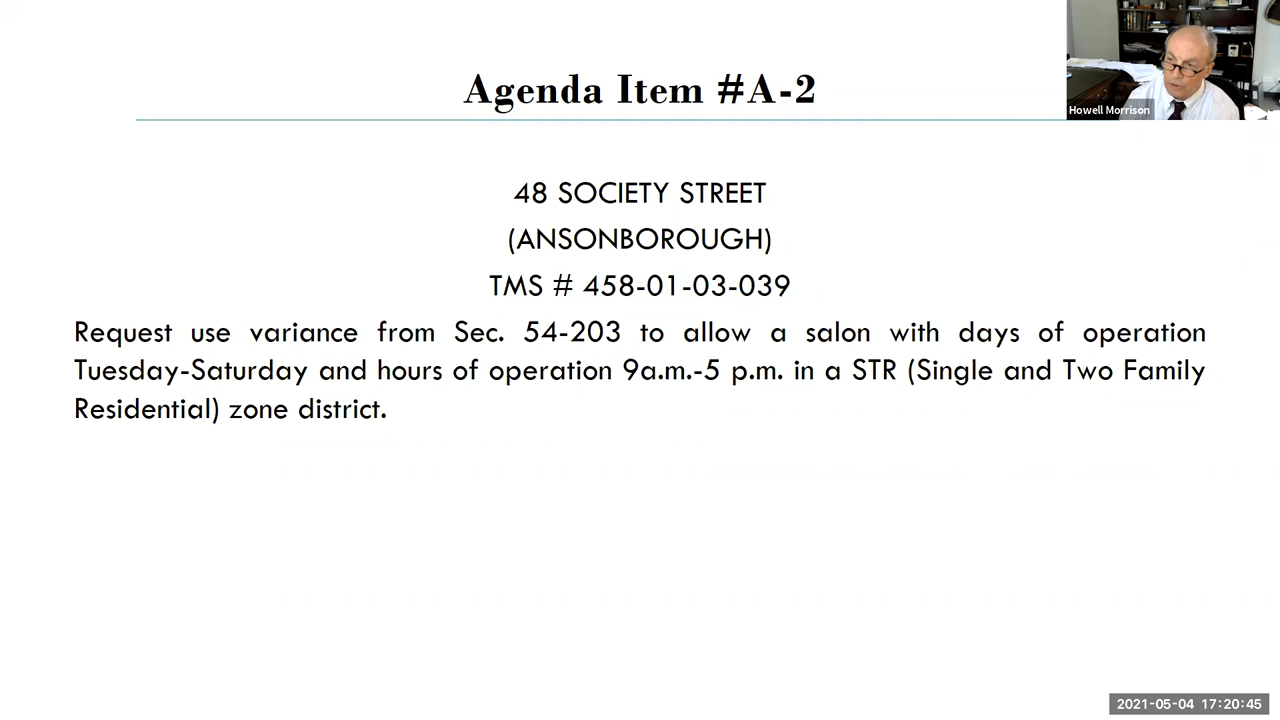 Agenda Item #A-2
Howell Morrison
48 SOCIETY STREET
(ANSONBOROUGH)
TMS # 458-01-03-039
Request use variance from Sec. 54-203 to allow a salon with days of operation
Tuesday-Saturday and hours of operation 9a.m.-5 p.m. in a STR (Single and Two Family
Residential) zone district.
2021-05-04 17:20:45